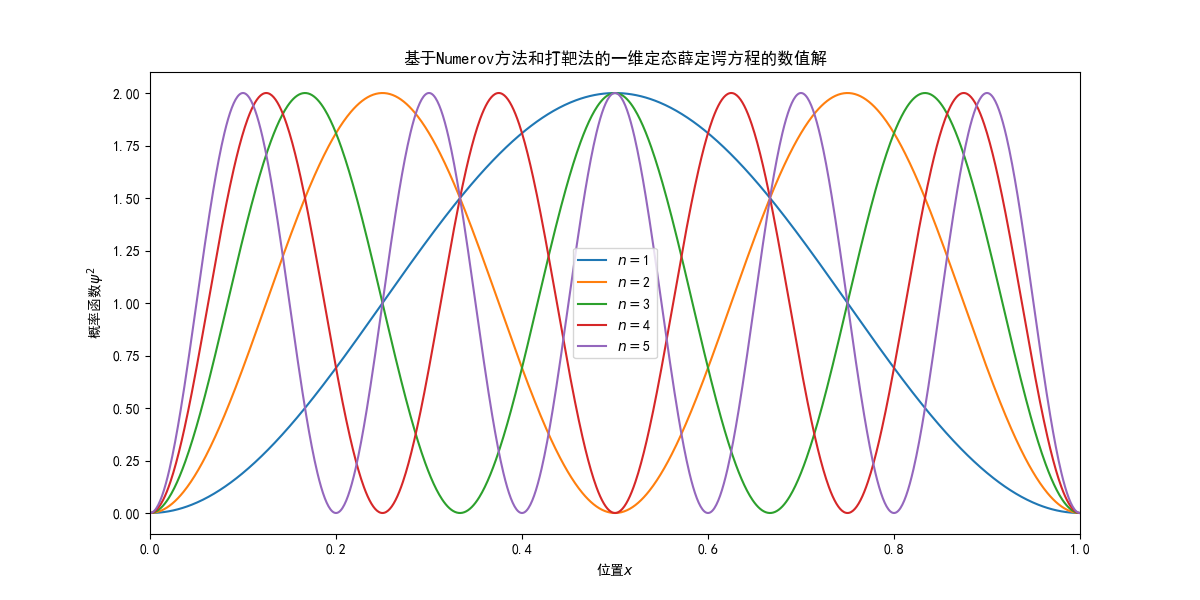 基于Numerov方法和打靶法的一维定态薛定谔方程的数值解
概率函数ψ²
2.00
1.75
1.50
1.25
1.00
0.75
0.50
0.25
0.00
n = 1
n = 2
n = 3
n = 4
n = 5
0.0 0.2 0.4 0.6 0.8 1.0
位置x